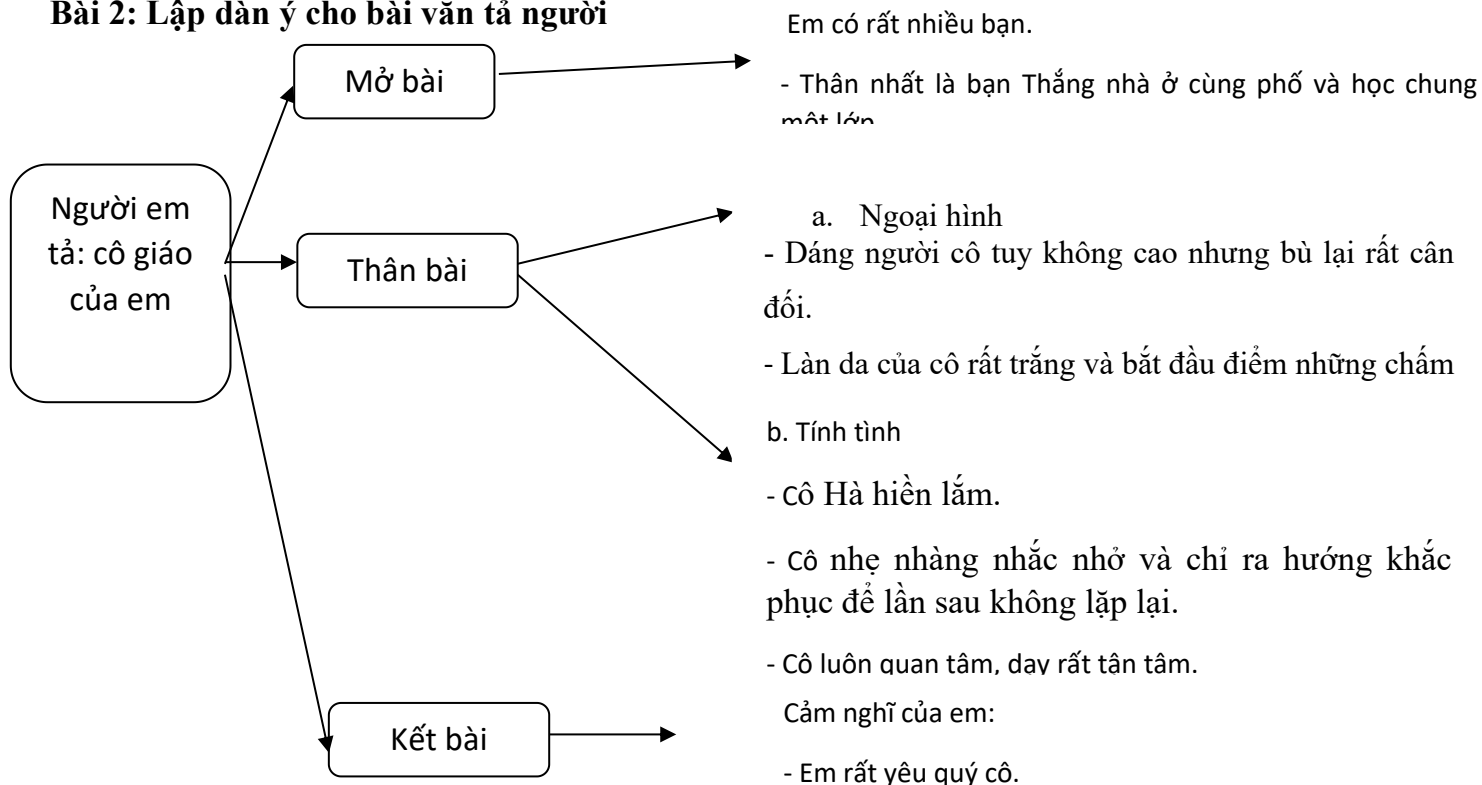 Bài 2: Lập dàn ý cho bài văn tả người
Em có rất nhiều bạn.
Mở bài
- Thân nhất là bạn Thắng nhà ở cùng phố và học chung
một lớp
Người em
tả: cô giáo
của em
Thân bài
a. Ngoại hình
- Dáng người cô tuy không cao nhưng bù lại rất cân
đối.
- Làn da của cô rất trắng và bắt đầu điểm những chấm
b. Tính tình
- Cô Hà hiền lắm.
- Cô nhẹ nhàng nhắc nhở và chỉ ra hướng khắc
phục để lần sau không lặp lại.
- Cô luôn quan tâm, dạy rất tận tâm.
Kết bài
Cảm nghĩ của em:
- Em rất yêu quý cô.